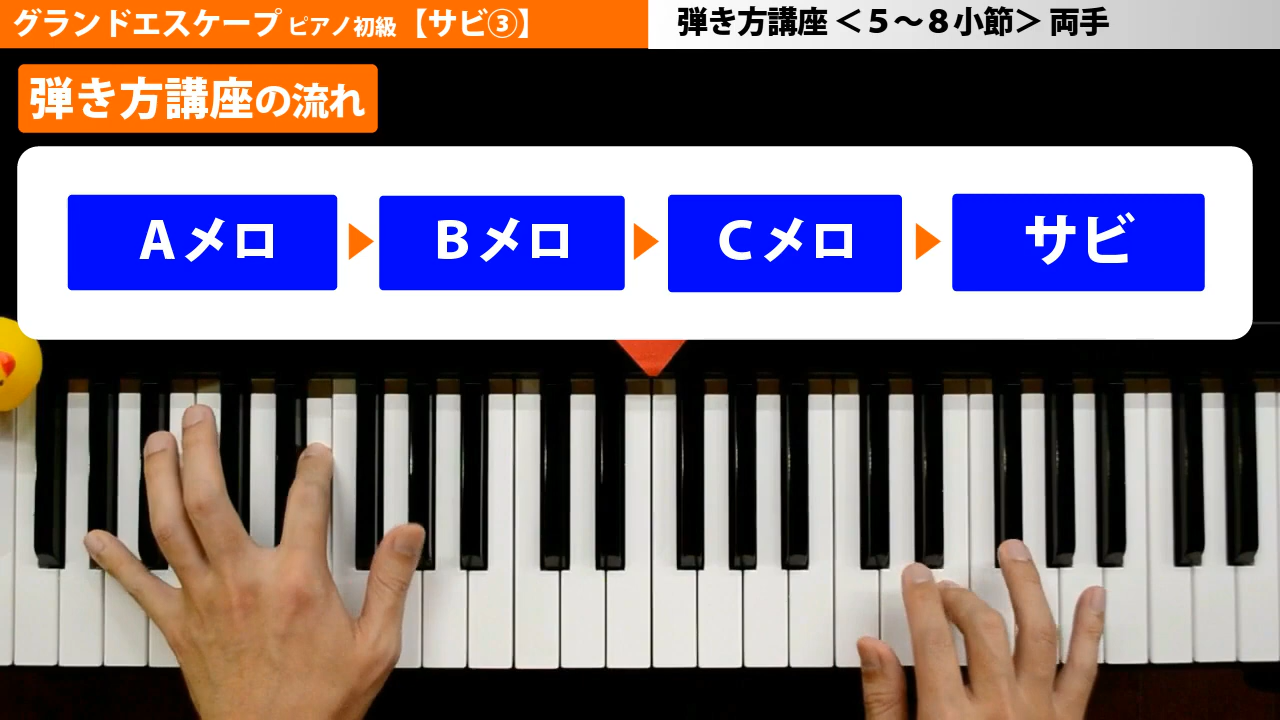 グランドエスケープ ピアノ初級【サビ③】
弾き方講座 ＜５～８小節＞ 両手
弾き方講座の流れ
Aメロ
Bメロ
Cメロ
サビ